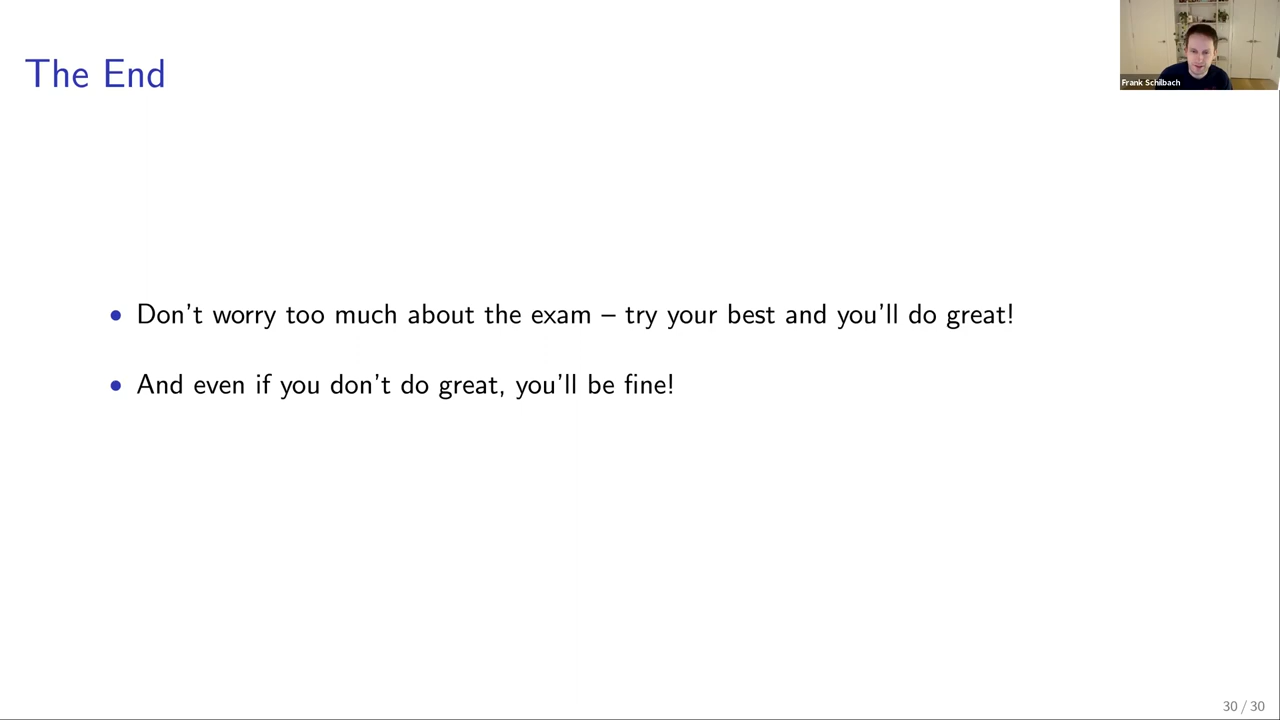 The End
Frank Schilbach
• Don't worry too much about the exam – try your best and you'll do great!
• And even if you don't do great, you'll be fine!
30 / 30